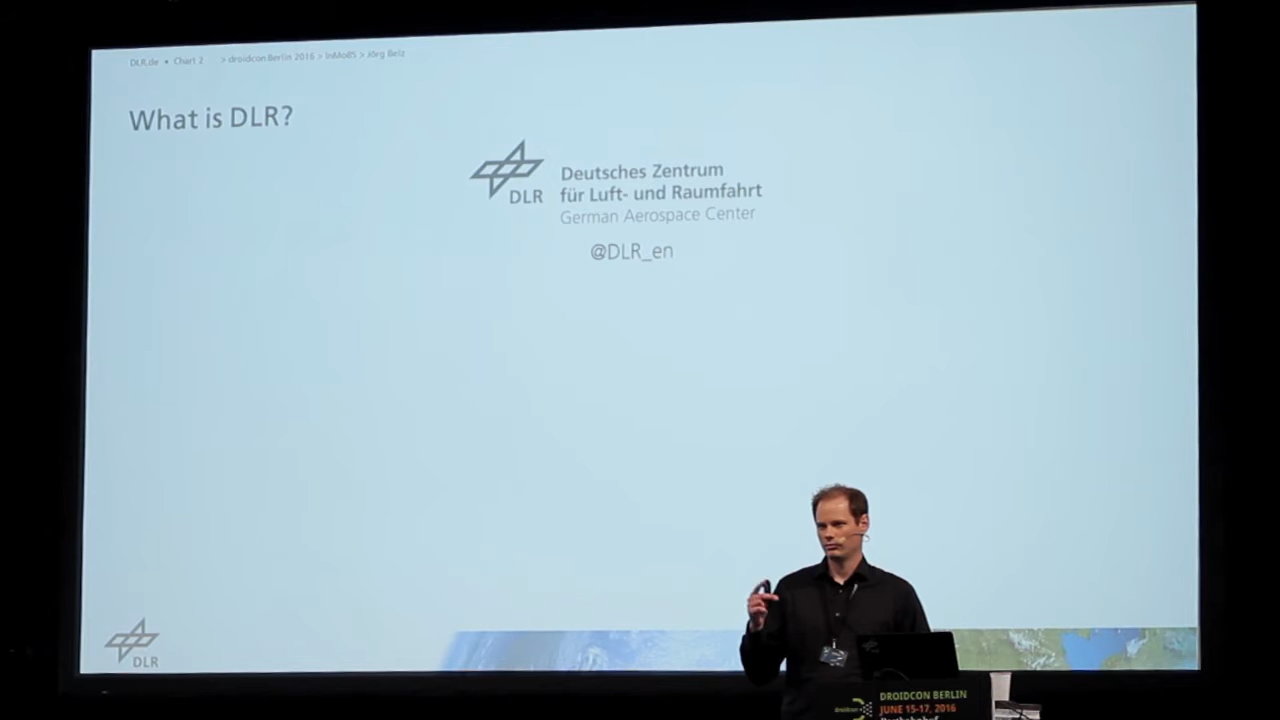 DLR.de • Chart 2 > droidcon Berlin 2016 > InMoBS > Jörg Belz
What is DLR?
DLR
Deutsches Zentrum
für Luft- und Raumfahrt
German Aerospace Center
@DLR_en
DLR
droidcon
DROIDCON BERLIN
JUNE 15-17, 2016